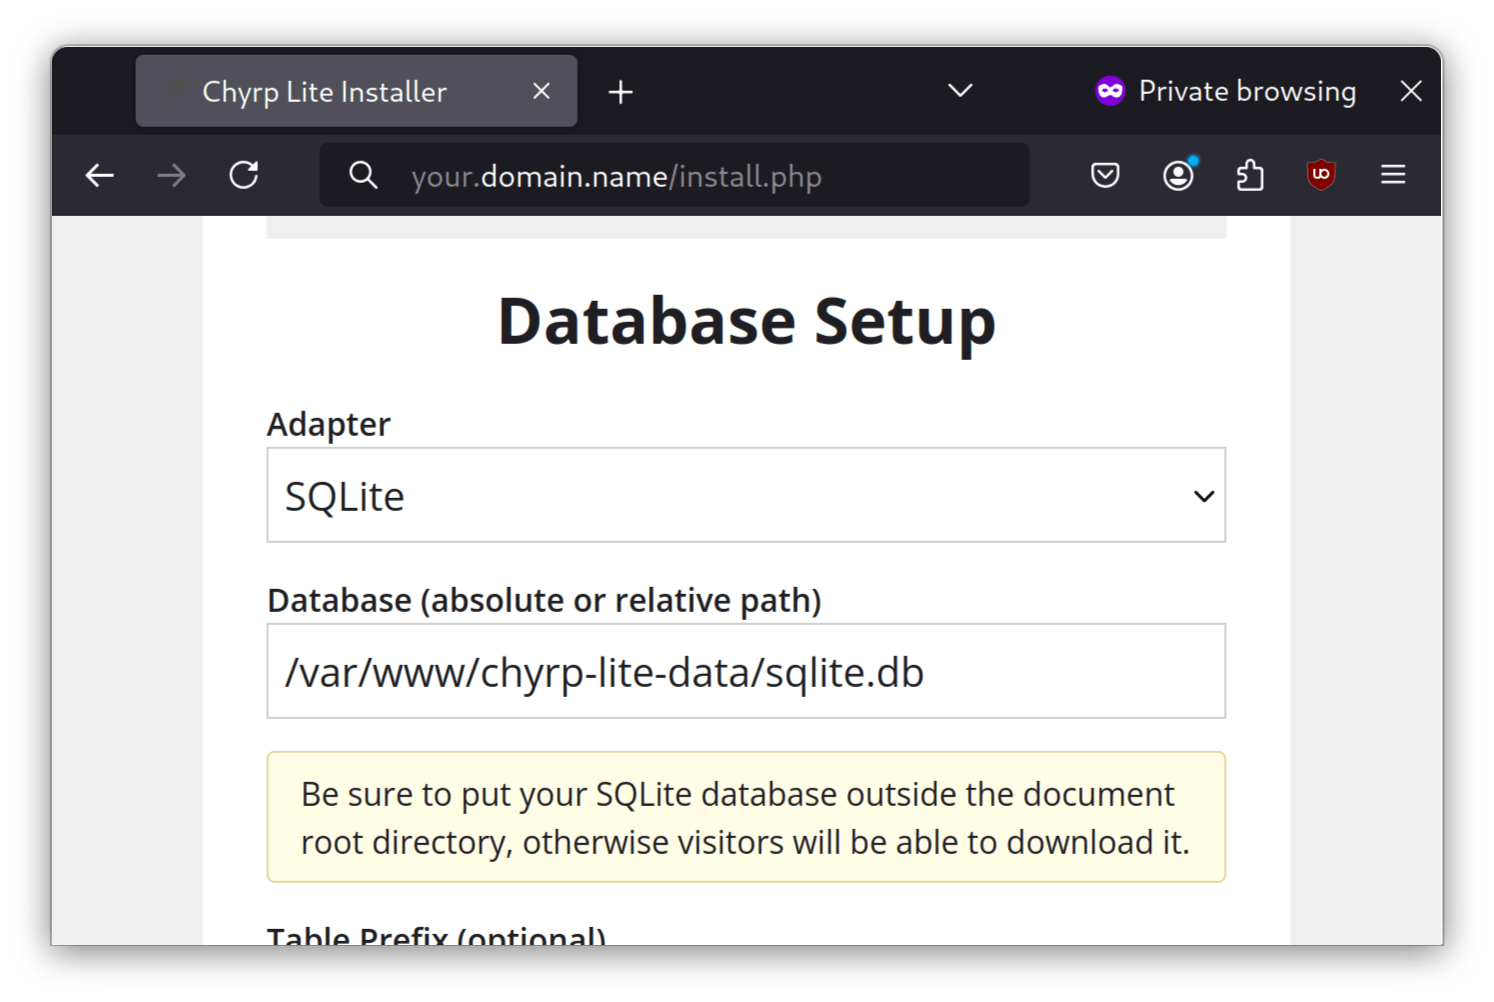 Chyrp Lite Installer
Private browsing
your.domain.name/install.php
Database Setup
Adapter
SQLite
Database (absolute or relative path)
/var/www/chyrp-lite-data/sqlite.db
Be sure to put your SQLite database outside the document
root directory, otherwise visitors will be able to download it.
Table Prefix (optional)